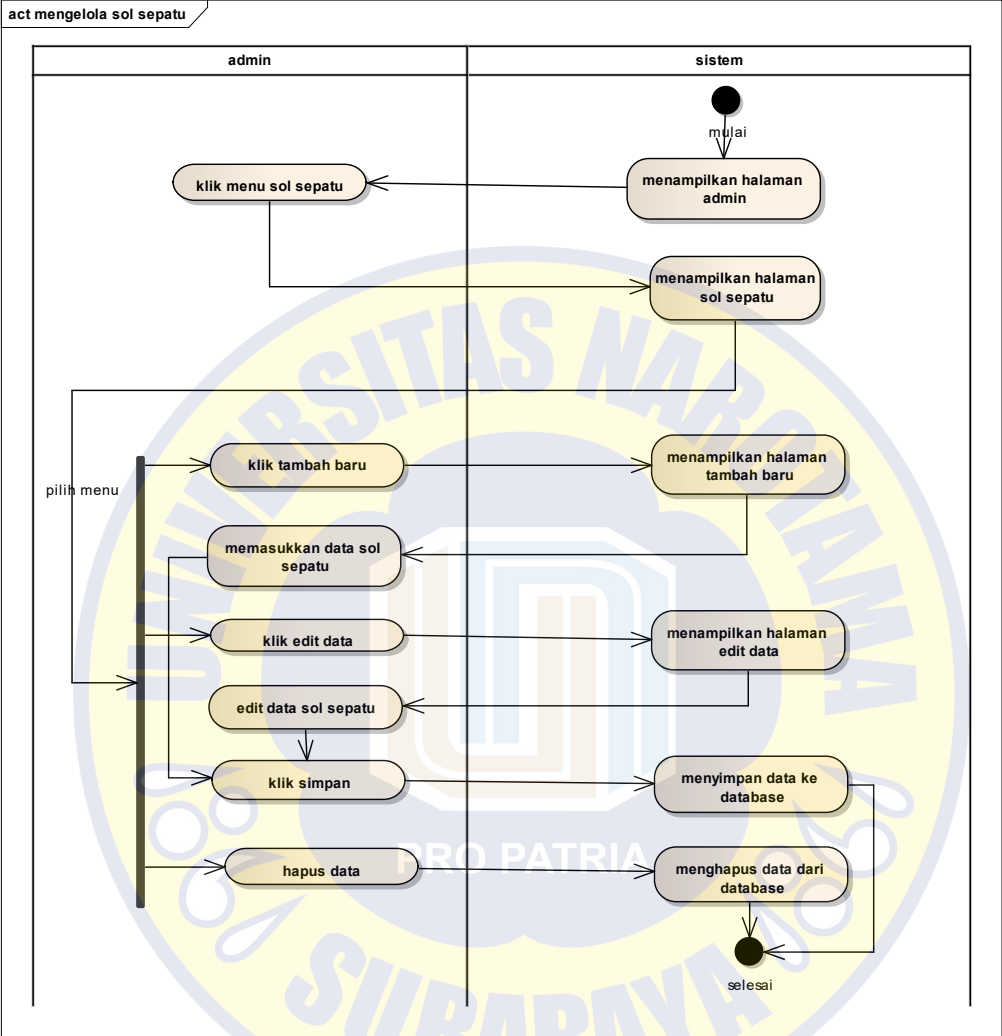 act mengelola sol sepatu
admin
sistem
mulai
menampilkan halaman
admin
klik menu sol sepatu
menampilkan halaman
sol sepatu
klik tambah baru
menampilkan halaman
tambah baru
pilih menu
memasukkan data sol
sepatu
klik edit data
menampilkan halaman
edit data
edit data sol sepatu
klik simpan
menyimpan data ke
database
hapus data
menghapus data dari
database
selesai
UNIVERSITAS NAROTAMA
PRO PATRIA
SURABAYA